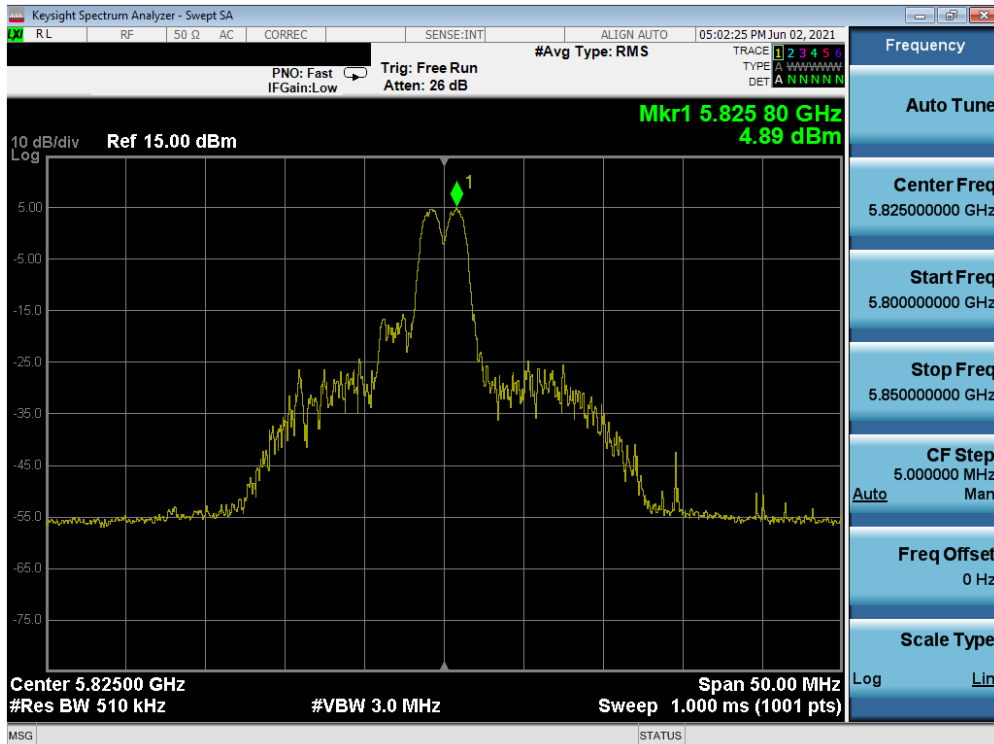 Keysight Spectrum Analyzer - Swept SA
LXI RL RF 50 Ω AC CORREC SENSE:INT ALIGN AUTO 05:02:25 PM Jun 02, 2021
#Avg Type: RMS
TRACE 1 2 3 4 5 6
TYPE A WWWWW
DET A N N N N N
PNO: Fast
IFGain:Low
Trig: Free Run
Atten: 26 dB
Mkr1 5.825 80 GHz
4.89 dBm
10 dB/div
Log
Ref 15.00 dBm
1
5.00
-5.00
-15.0
-25.0
-35.0
-45.0
-55.0
-65.0
-75.0
Center 5.82500 GHz
Span 50.00 MHz
#Res BW 510 kHz
#VBW 3.0 MHz
Sweep 1.000 ms (1001 pts)
MSG
STATUS
Frequency
Auto Tune
Center Freq
5.825000000 GHz
Start Freq
5.800000000 GHz
Stop Freq
5.850000000 GHz
CF Step
5.000000 MHz
Auto Man
Freq Offset
0 Hz
Scale Type
Log Lin